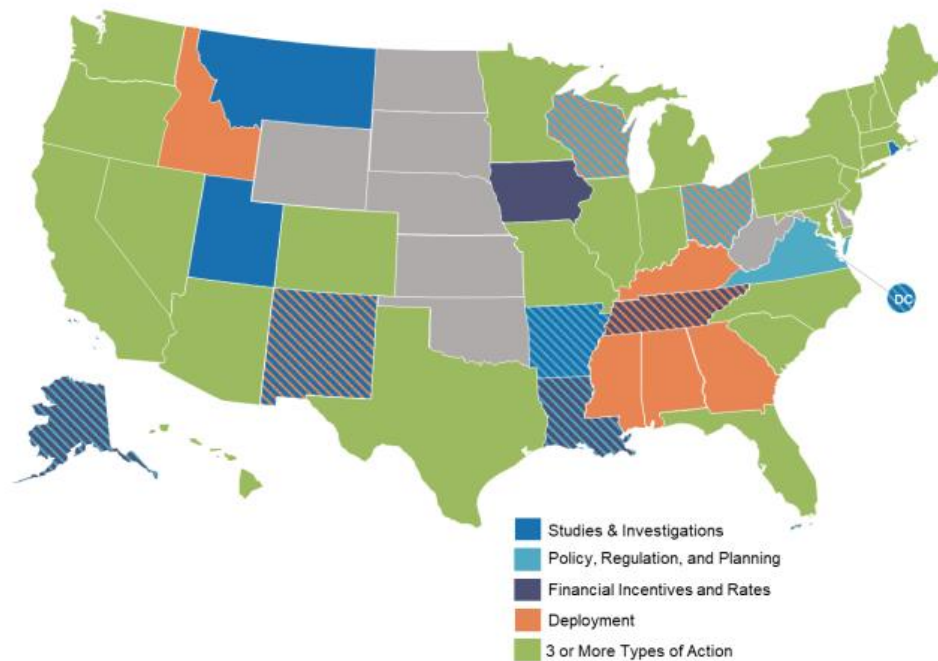 DC
Studies & Investigations
Policy, Regulation, and Planning
Financial Incentives and Rates
Deployment
3 or More Types of Action